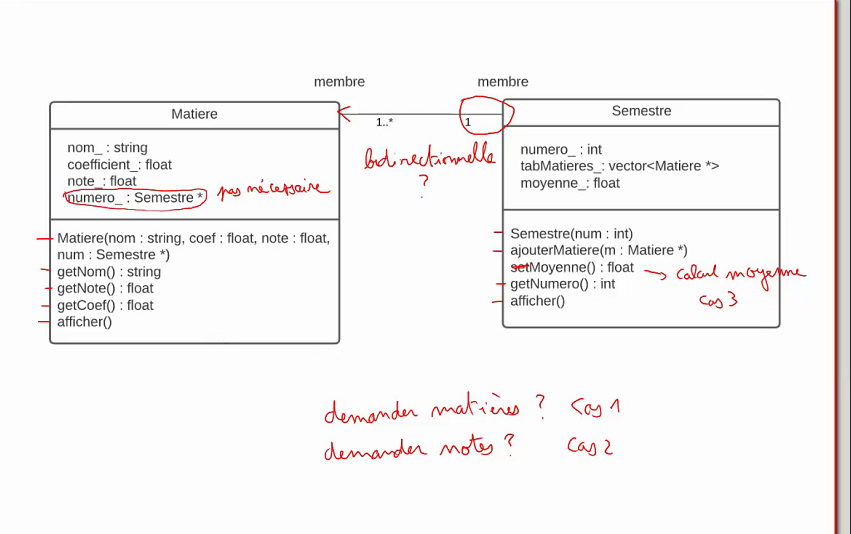 membre
membre
Matiere
nom_ : string
coefficient_: float
note_: float
numero_ : Semestre *
pas nécessaire
Matiere(nom : string, coef : float, note : float,
num : Semestre *)
getNom() : string
getNote() : float
getCoef() : float
afficher()
1..*
1
bidirectionnelle
?
Semestre
numero_ : int
tabMatieres_: vector<Matiere *>
moyenne_: float
Semestre(num : int)
ajouterMatiere(m : Matiere *)
setMoyenne() : float
calcul moyenne
cas 3
getNumero() : int
afficher()
demander matières ? Cas 1
demander notes ? Cas 2